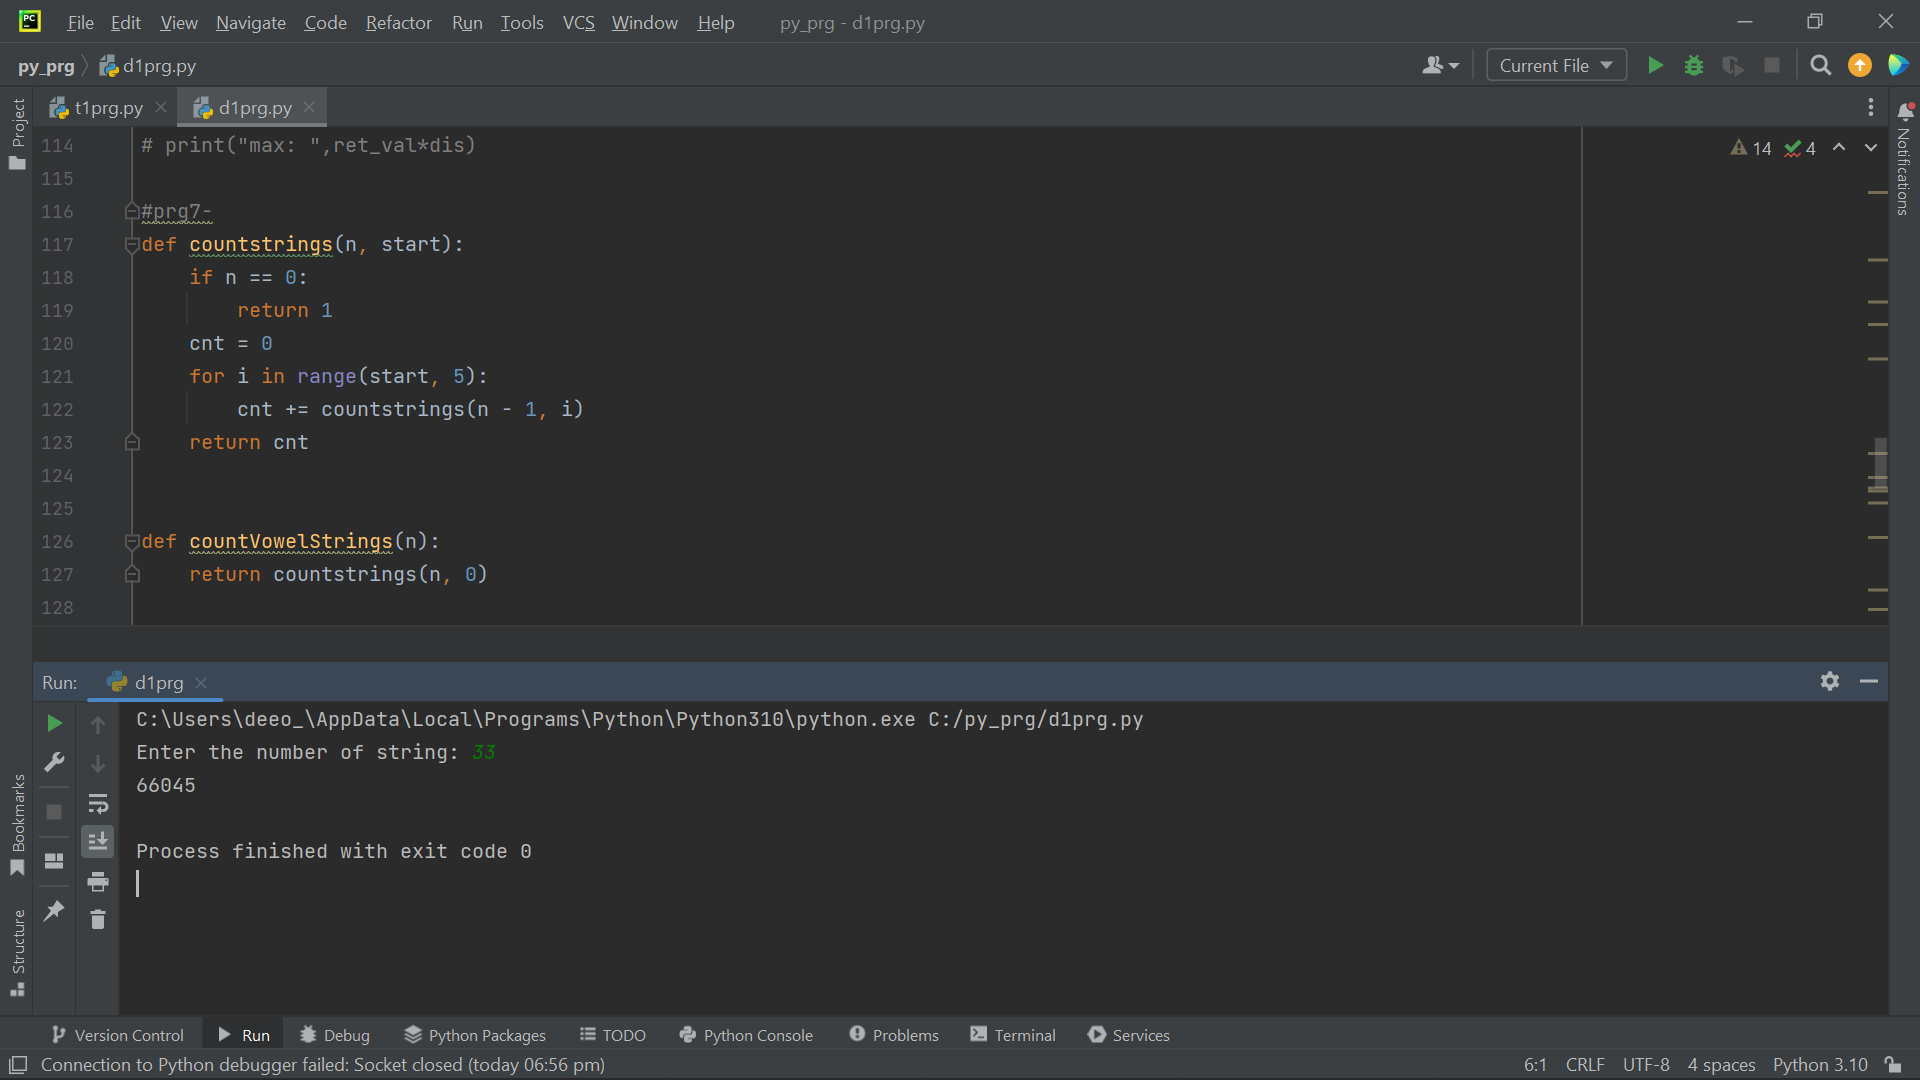 PC File Edit View Navigate Code Refactor Run Tools VCS Window Help py_prg - d1prg.py
py_prg d1prg.py Current File
Project t1prg.py d1prg.py
114 # print("max: ",ret_val*dis) 14 4
115
116 #prg7-
117 def countstrings(n, start):
118 if n == 0:
119 return 1
120 cnt = 0
121 for i in range(start, 5):
122 cnt += countstrings(n - 1, i)
123 return cnt
124
125
126 def countVowelStrings(n):
127 return countstrings(n, 0)
128
Notifications
Run: d1prg
C:\Users\deeo_\AppData\Local\Programs\Python\Python310\python.exe C:/py_prg/d1prg.py
Enter the number of string: 33
66045
Process finished with exit code 0
Bookmarks
Structure
Version Control Run Debug Python Packages TODO Python Console Problems Terminal Services
Connection to Python debugger failed: Socket closed (today 06:56 pm) 6:1 CRLF UTF-8 4 spaces Python 3.10